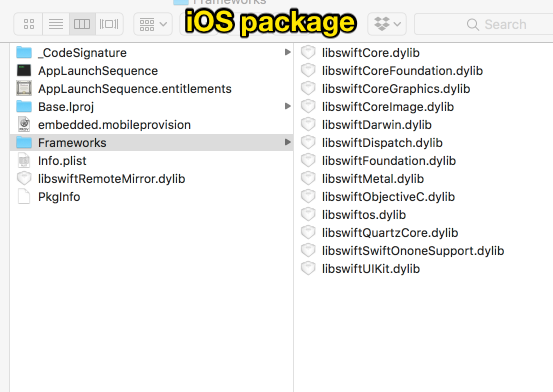 Frameworks
iOS package
Search
_CodeSignature
AppLaunchSequence
AppLaunchSequence.entitlements
Base.lproj
embedded.mobileprovision
Frameworks
Info.plist
libswiftRemoteMirror.dylib
PkgInfo
libswiftCore.dylib
libswiftCoreFoundation.dylib
libswiftCoreGraphics.dylib
libswiftCoreImage.dylib
libswiftDarwin.dylib
libswiftDispatch.dylib
libswiftFoundation.dylib
libswiftMetal.dylib
libswiftObjectiveC.dylib
libswiftos.dylib
libswiftQuartzCore.dylib
libswiftSwiftOnoneSupport.dylib
libswiftUIKit.dylib